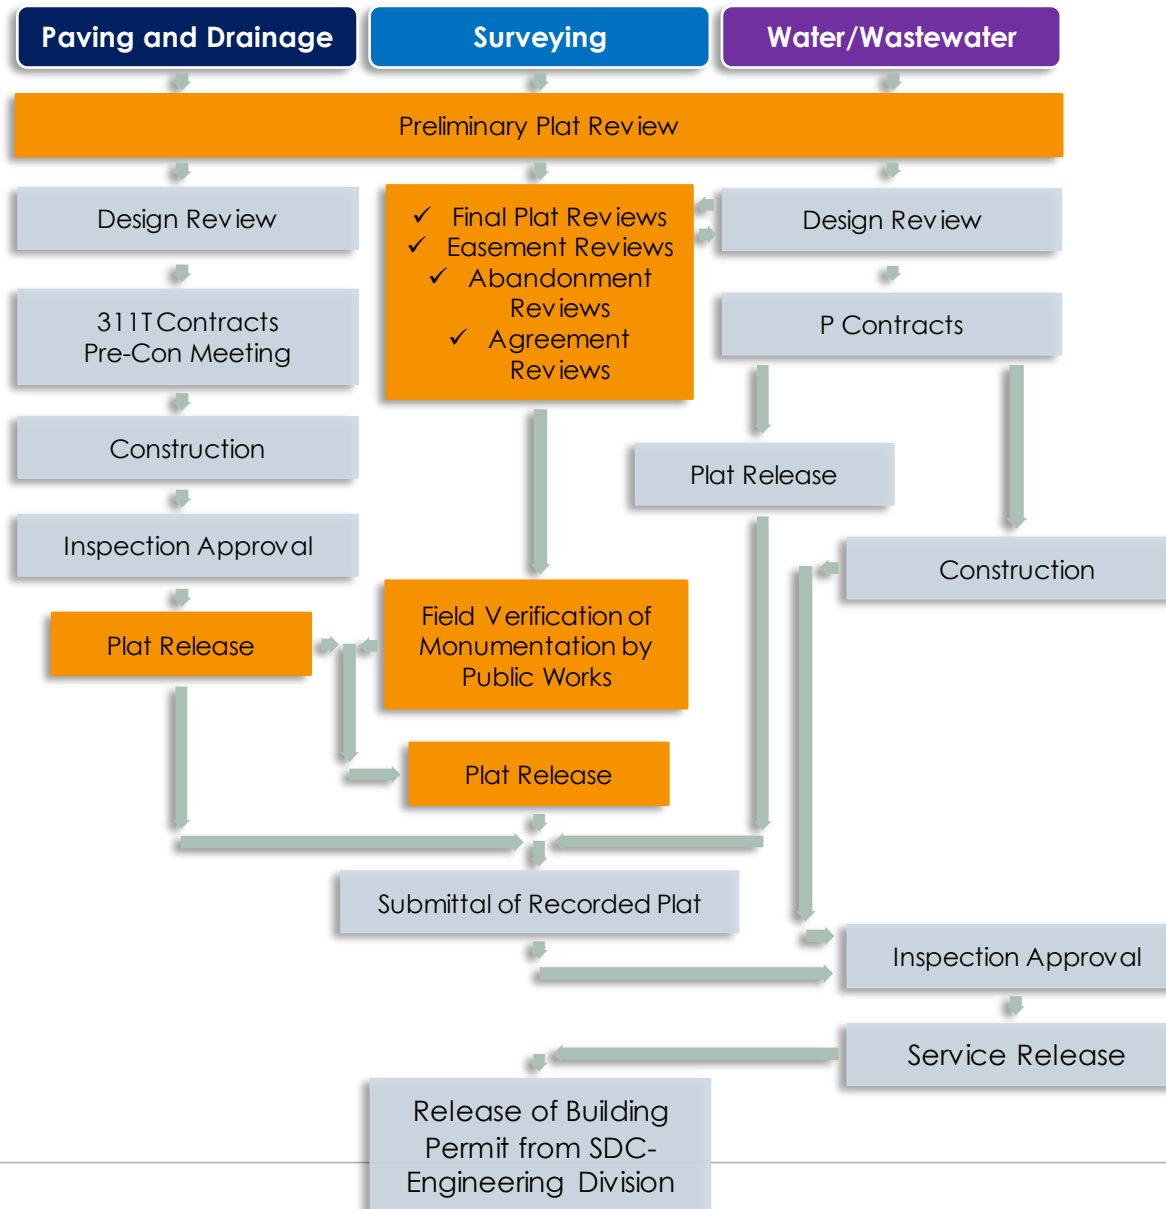 Paving and Drainage
Surveying
Water/Wastewater
Preliminary Plat Review
Design Review
✓ Final Plat Reviews
✓ Easement Reviews
✓ Abandonment
Reviews
✓ Agreement
Reviews
Design Review
311T Contracts
Pre-Con Meeting
P Contracts
Construction
Plat Release
Inspection Approval
Construction
Plat Release
Field Verification of
Monumentation by
Public Works
Plat Release
Submittal of Recorded Plat
Inspection Approval
Service Release
Release of Building
Permit from SDC-
Engineering Division